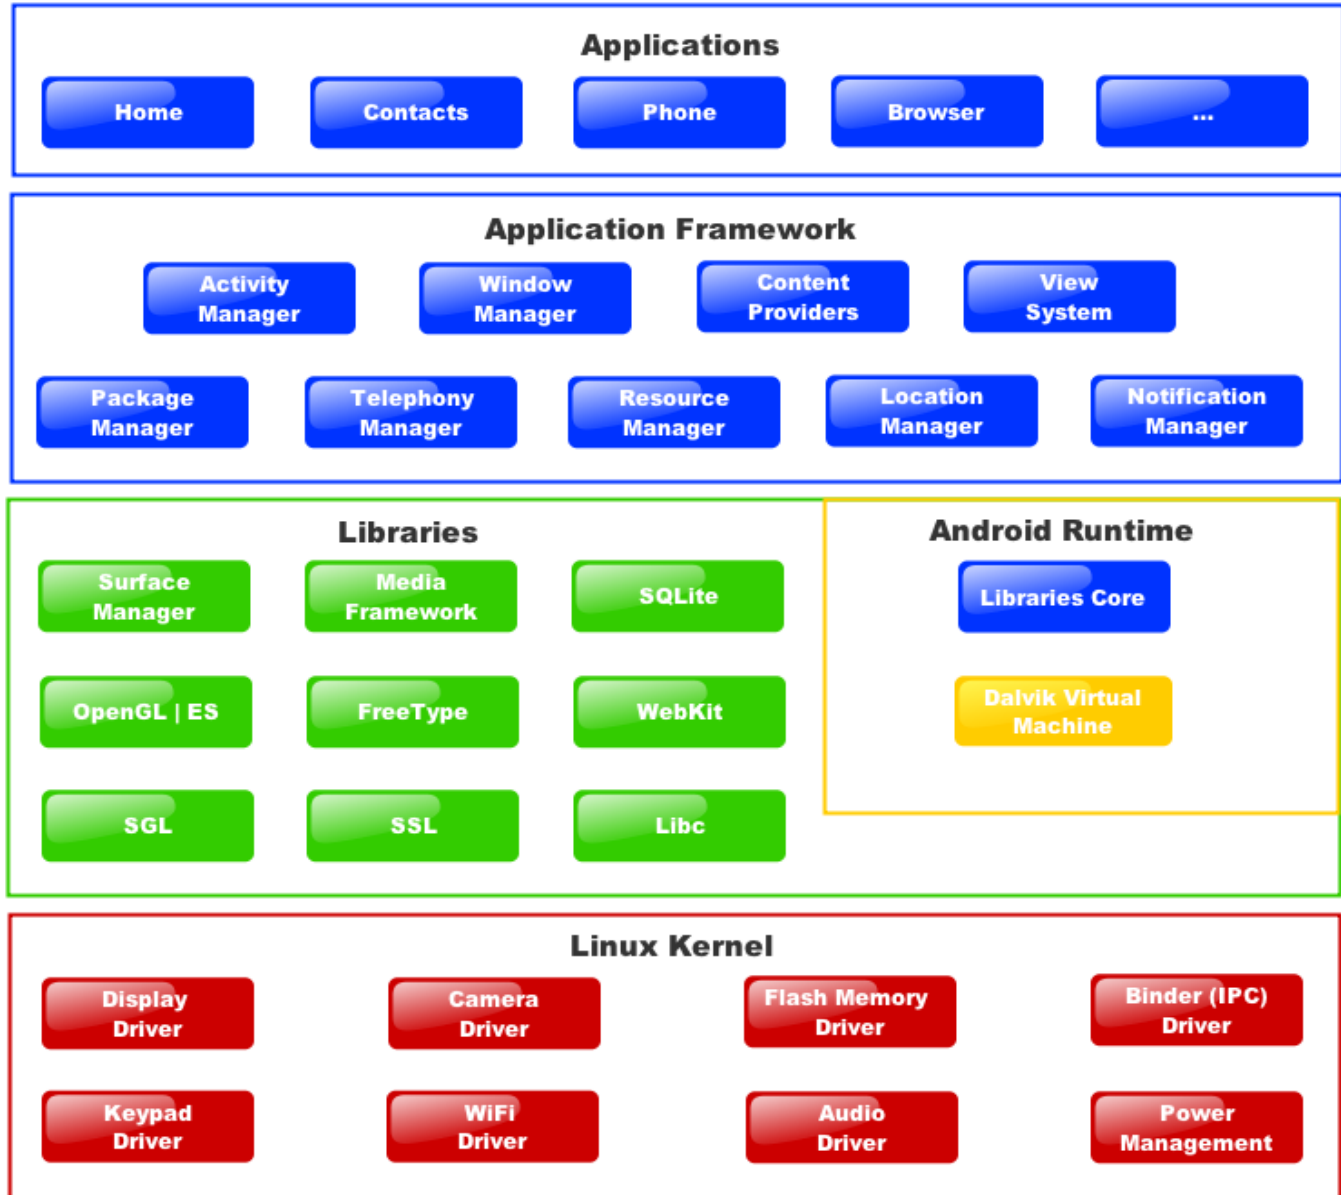 Applications
Home
Contacts
Phone
Browser
...
Application Framework
Activity
Manager
Window
Manager
Content
Providers
View
System
Package
Manager
Telephony
Manager
Resource
Manager
Location
Manager
Notification
Manager
Libraries
Surface
Manager
Media
Framework
SQLite
OpenGL | ES
FreeType
WebKit
SGL
SSL
Libc
Android Runtime
Libraries Core
Dalvik Virtual
Machine
Linux Kernel
Display
Driver
Camera
Driver
Flash Memory
Driver
Binder (IPC)
Driver
Keypad
Driver
WiFi
Driver
Audio
Driver
Power
Management